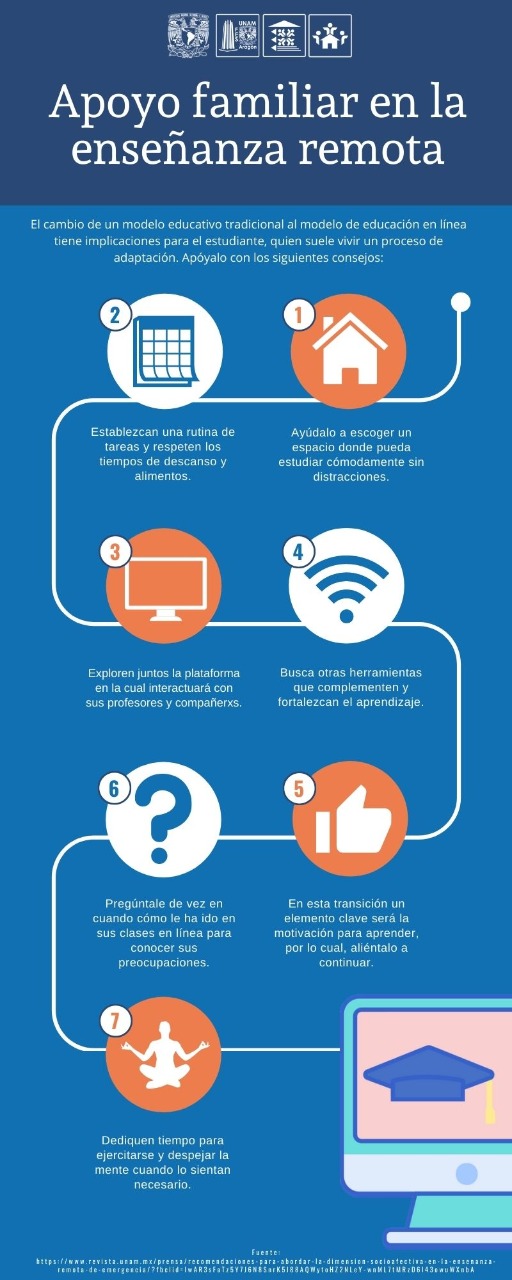 UNAM
Aragón
Apoyo familiar en la
enseñanza remota
El cambio de un modelo educativo tradicional al modelo de educación en línea
tiene implicaciones para el estudiante, quien suele vivir un proceso de
adaptación. Apóyalo con los siguientes consejos:
1
Ayúdalo a escoger un
espacio donde pueda
estudiar cómodamente sin
distracciones.
2
Establezcan una rutina de
tareas y respeten los
tiempos de descanso y
alimentos.
3
Exploren juntos la plataforma
en la cual interactuará con
sus profesores y compañerxs.
4
Busca otras herramientas
que complementen y
fortalezcan el aprendizaje.
5
En esta transición un
elemento clave será la
motivación para aprender,
por lo cual, aliéntalo a
continuar.
6
Pregúntale de vez en
cuando cómo le ha ido en
sus clases en línea para
conocer sus
preocupaciones.
7
Dediquen tiempo para
ejercitarse y despejar la
mente cuando lo sientan
necesario.
Fuente:
https://www.revista.unam.mx/prensa/recomendaciones-para-abordar-la-dimension-socioafectiva-en-la-ensenanza-
remota-de-emergencia/